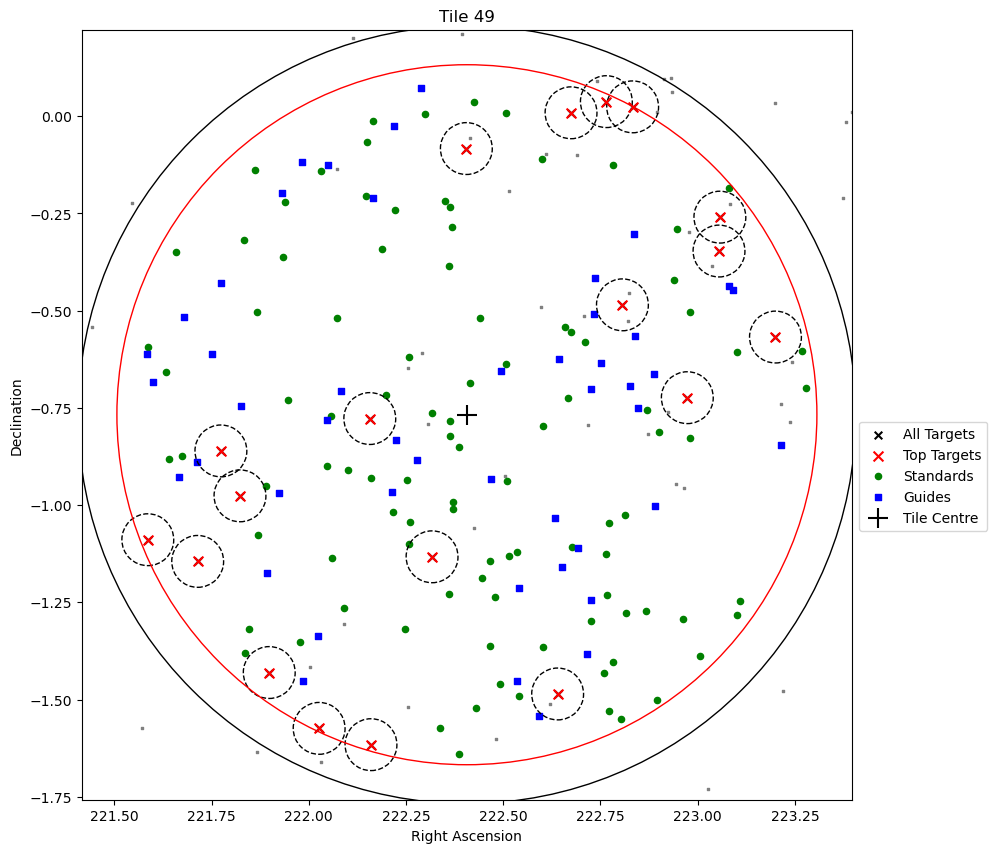 Tile 49
0.00
−0.25
−0.50
−0.75
−1.00
−1.25
−1.50
−1.75
Declination
221.50
221.75
222.00
222.25
222.50
222.75
223.00
223.25
Right Ascension
All Targets
Top Targets
Standards
Guides
Tile Centre